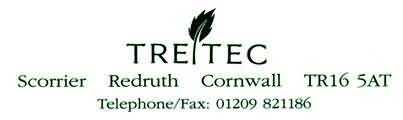 TRETEC
Scorrier Redruth Cornwall TR16 5AT
Telephone/Fax: 01209 821186